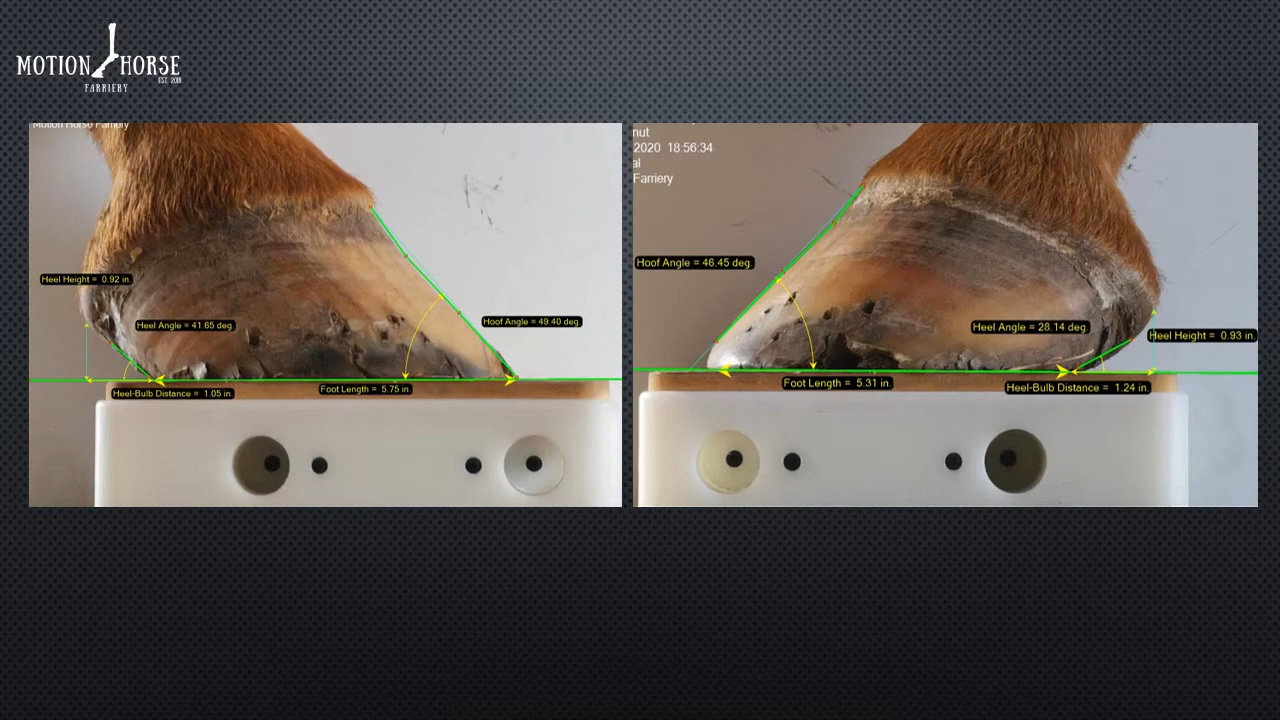 MOTION HORSE
EST. 2018
FARRIERY
Motion Horse Farriery
Heel Height = 0.92 in.
Heel Angle = 41.65 deg.
Hoof Angle = 49.40 deg.
Foot Length = 5.75 in.
Heel-Bulb Distance = 1.05 in.
nut
2020 18:56:34
al
Farriery
Hoof Angle = 46.45 deg.
Heel Angle = 28.14 deg.
Heel Height = 0.93 in.
Foot Length = 5.31 in.
Heel-Bulb Distance = 1.24 in.